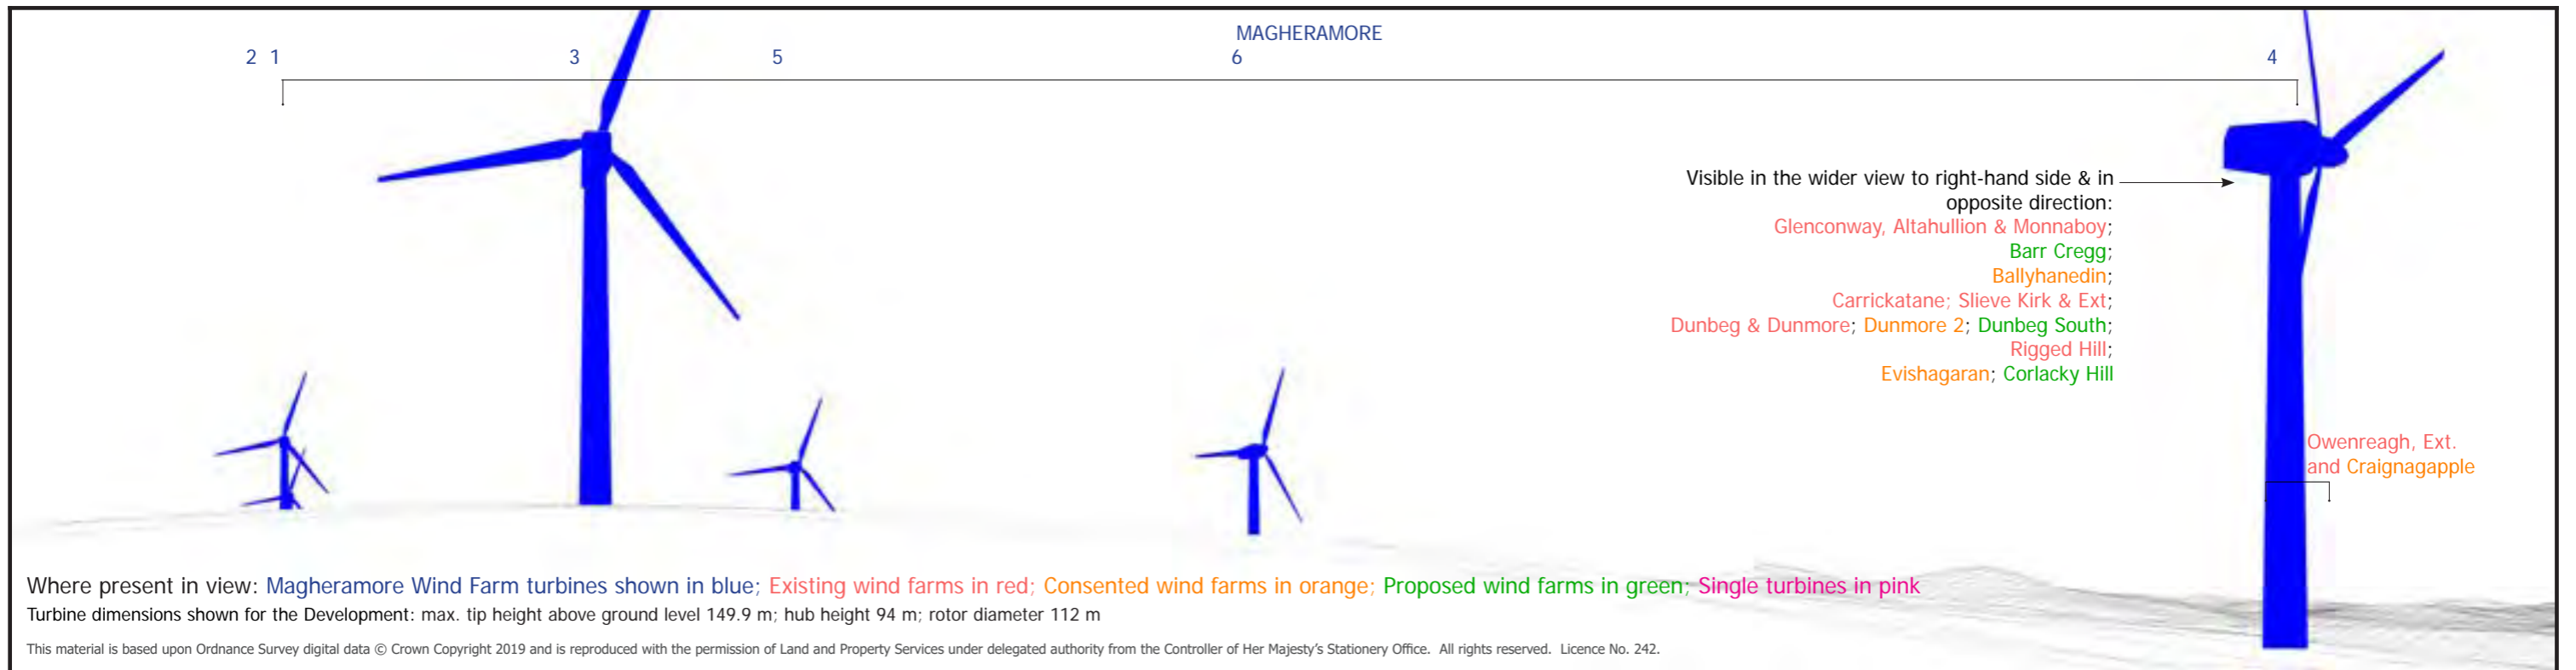 MAGHERAMORE
2 1 3 5 6 4
Visible in the wider view to right-hand side & in
opposite direction:
Glenconway, Altahullion & Monnaboy;
Barr Cregg;
Ballyhanedin;
Carrickatane; Slieve Kirk & Ext;
Dunbeg & Dunmore; Dunmore 2; Dunbeg South;
Rigged Hill;
Evishagaran; Corlacky Hill
Owenreagh, Ext.
and Craignagapple
Where present in view: Magheramore Wind Farm turbines shown in blue; Existing wind farms in red; Consented wind farms in orange; Proposed wind farms in green; Single turbines in pink
Turbine dimensions shown for the Development: max. tip height above ground level 149.9 m; hub height 94 m; rotor diameter 112 m
This material is based upon Ordnance Survey digital data © Crown Copyright 2019 and is reproduced with the permission of Land and Property Services under delegated authority from the Controller of Her Majesty's Stationery Office. All rights reserved. Licence No. 242.